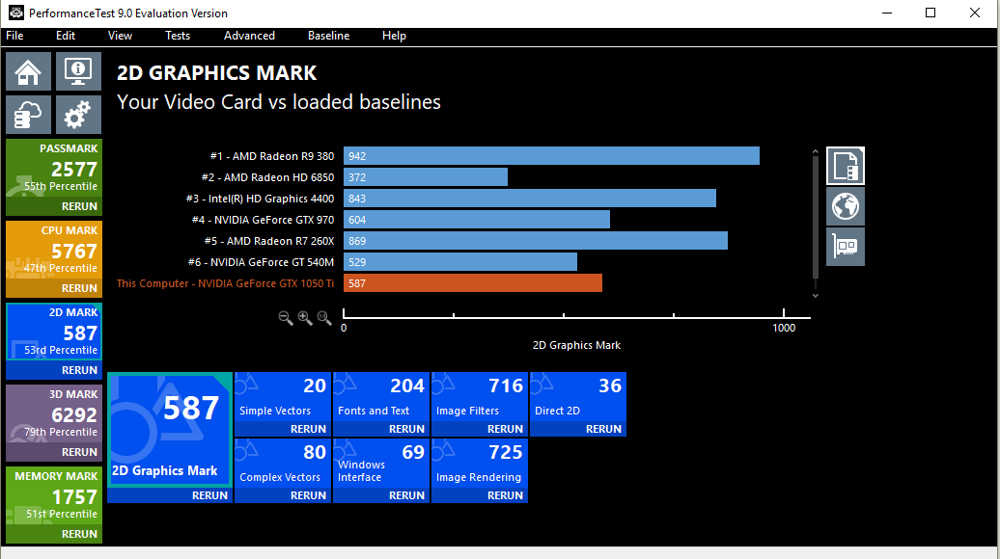 PerformanceTest 9.0 Evaluation Version
File Edit View Tests Advanced Baseline Help
2D GRAPHICS MARK
Your Video Card vs loaded baselines
PASSMARK
2577
55th Percentile
RERUN
CPU MARK
5767
47th Percentile
RERUN
2D MARK
587
53rd Percentile
RERUN
3D MARK
6292
79th Percentile
RERUN
MEMORY MARK
1757
51st Percentile
RERUN
#1 - AMD Radeon R9 380 942
#2 - AMD Radeon HD 6850 372
#3 - Intel(R) HD Graphics 4400 843
#4 - NVIDIA GeForce GTX 970 604
#5 - AMD Radeon R7 260X 869
#6 - NVIDIA GeForce GT 540M 529
This Computer - NVIDIA GeForce GTX 1050 Ti 587
0 1000
2D Graphics Mark
587
2D Graphics Mark
RERUN
20
Simple Vectors
RERUN
204
Fonts and Text
RERUN
716
Image Filters
RERUN
36
Direct 2D
RERUN
80
Complex Vectors
RERUN
69
Windows
Interface
RERUN
725
Image Rendering
RERUN